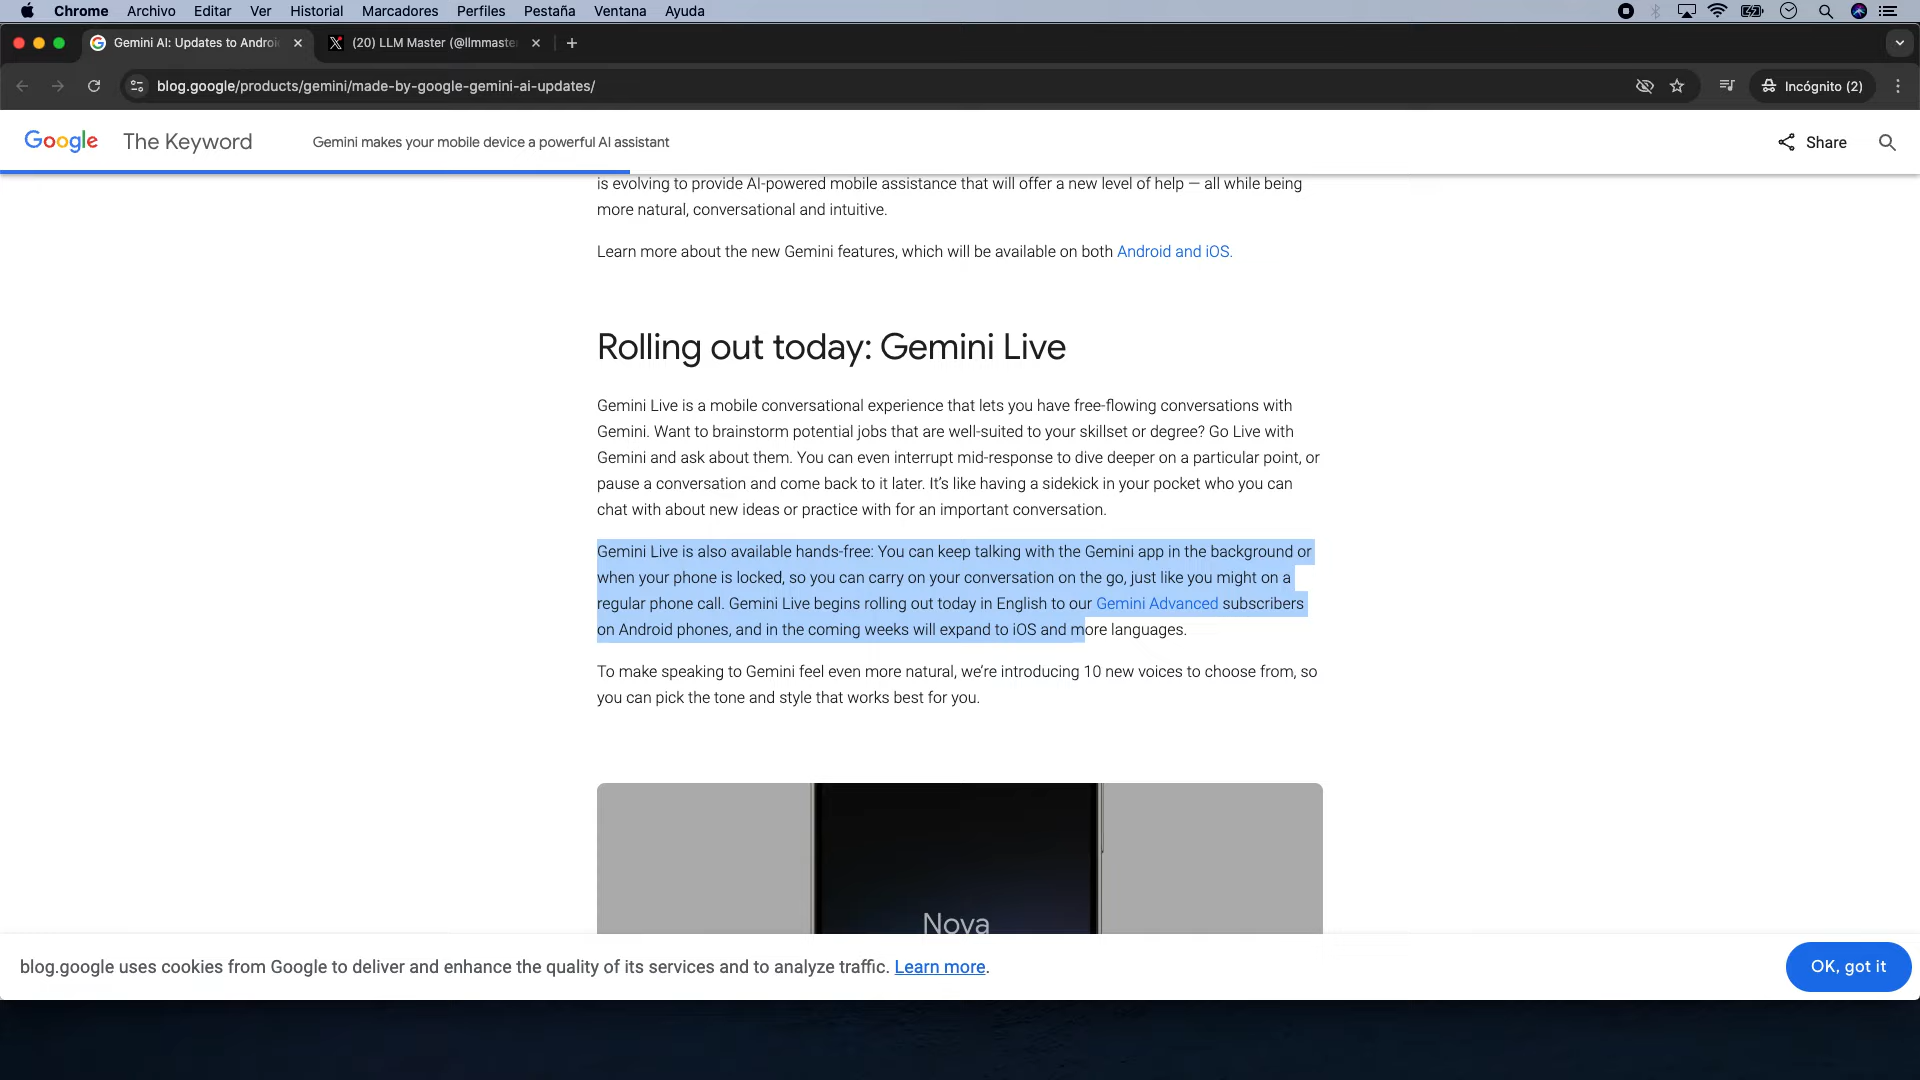 Chrome Archivo Editar Ver Historial Marcadores Perfiles Pestaña Ventana Ayuda
Gemini AI: Updates to Androi
(20) LLM Master (@llmmaste
blog.google/products/gemini/made-by-google-gemini-ai-updates/
Incógnito (2)
Google The Keyword
Gemini makes your mobile device a powerful AI assistant
Share
is evolving to provide AI-powered mobile assistance that will offer a new level of help — all while being
more natural, conversational and intuitive.
Learn more about the new Gemini features, which will be available on both Android and iOS.
Rolling out today: Gemini Live
Gemini Live is a mobile conversational experience that lets you have free-flowing conversations with
Gemini. Want to brainstorm potential jobs that are well-suited to your skillset or degree? Go Live with
Gemini and ask about them. You can even interrupt mid-response to dive deeper on a particular point, or
pause a conversation and come back to it later. It’s like having a sidekick in your pocket who you can
chat with about new ideas or practice with for an important conversation.
Gemini Live is also available hands-free: You can keep talking with the Gemini app in the background or
when your phone is locked, so you can carry on your conversation on the go, just like you might on a
regular phone call. Gemini Live begins rolling out today in English to our Gemini Advanced subscribers
on Android phones, and in the coming weeks will expand to iOS and more languages.
To make speaking to Gemini feel even more natural, we’re introducing 10 new voices to choose from, so
you can pick the tone and style that works best for you.
Nova
blog.google uses cookies from Google to deliver and enhance the quality of its services and to analyze traffic. Learn more.
OK, got it